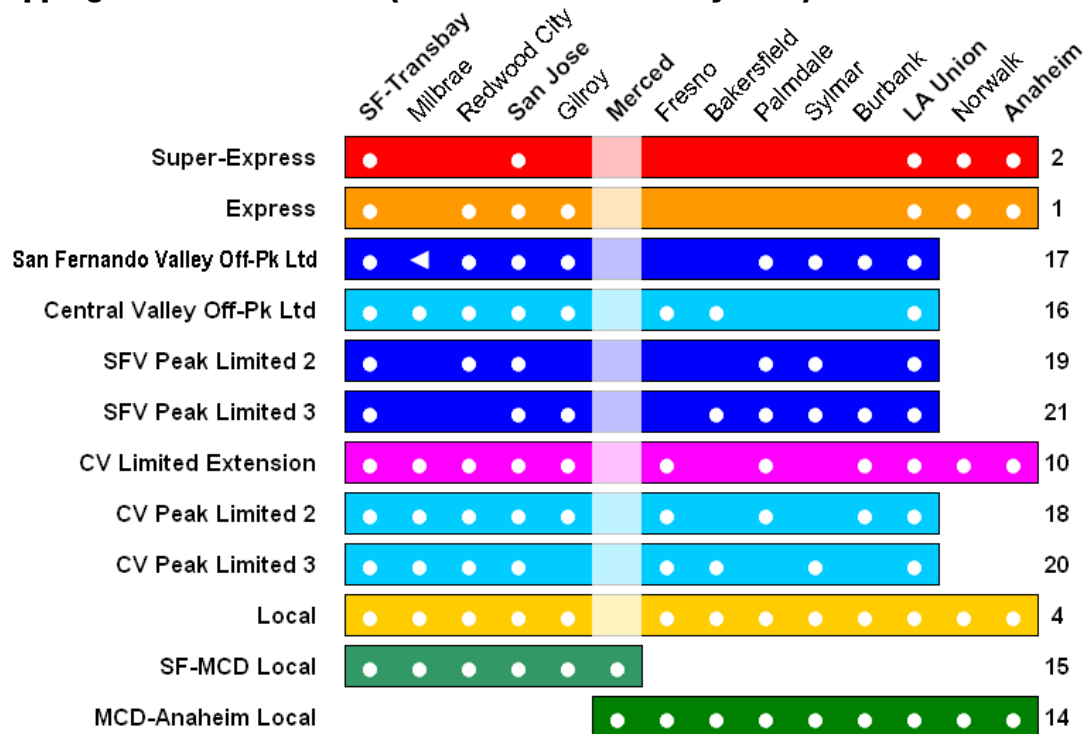 SF-Transbay
Milbrae
Redwood City
San Jose
Gilroy
Merced
Fresno
Bakersfield
Palmdale
Sylmar
Burbank
LA Union
Norwalk
Anaheim
Super-Express 2
Express 1
San Fernando Valley Off-Pk Ltd 17
Central Valley Off-Pk Ltd 16
SFV Peak Limited 2 19
SFV Peak Limited 3 21
CV Limited Extension 10
CV Peak Limited 2 18
CV Peak Limited 3 20
Local 4
SF-MCD Local 15
MCD-Anaheim Local 14